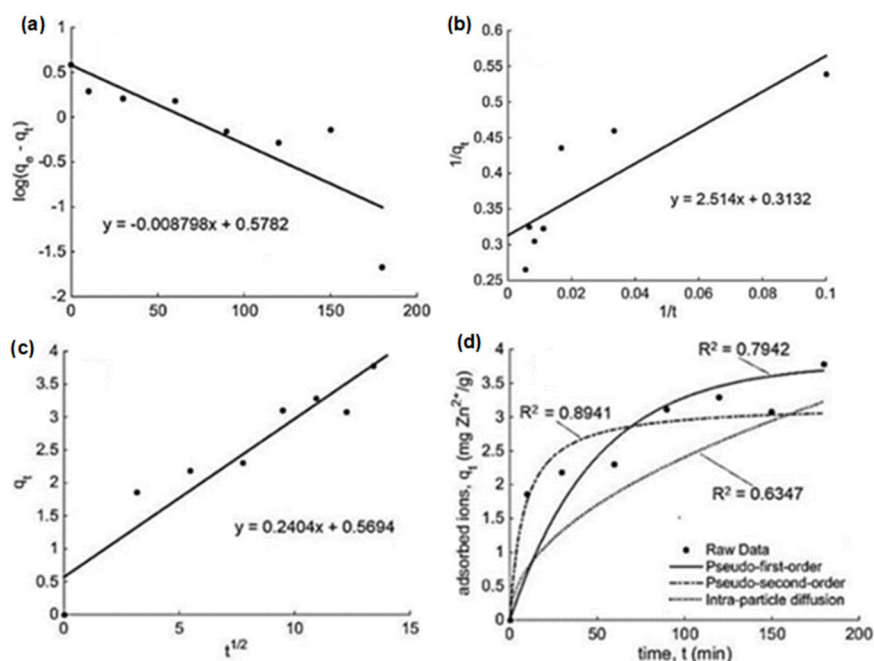 (a)
1
0.5
0
-0.5
-1
-1.5
-2
log(qe - qt)
y = -0.008798x + 0.5782
0 50 100 150 200
(b)
0.6
0.55
0.5
0.45
0.4
0.35
0.3
0.25
1/qt
y = 2.514x + 0.3132
0 0.02 0.04 0.06 0.08 0.1
1/t
(c)
4
3.5
3
2.5
2
1.5
1
0.5
0
qt
y = 0.2404x + 0.5694
0 5 10 15
t1/2
(d)
4
3.5
3
2.5
2
1.5
1
0.5
0
adsorbed ions, qt (mg Zn2+/g)
R2 = 0.7942
R2 = 0.8941
R2 = 0.6347
Raw Data
Pseudo-first-order
Pseudo-second-order
Intra-particle diffusion
0 50 100 150 200
time, t (min)